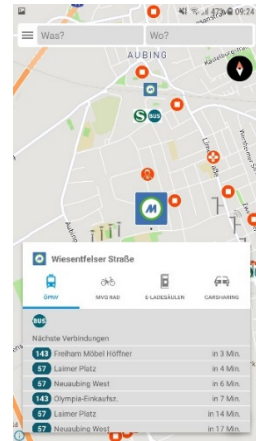 47% 09:24
Was? Wo?
AUBING
S BUS
Wiesentfelser Straße
ÖPNV MVG RAD E-LADESÄULEN CARSHARING
BUS
Nächste Verbindungen
143 Freiham Möbel Höffner in 3 Min.
57 Laimer Platz in 4 Min.
57 Neuaubing West in 6 Min.
143 Olympia-Einkaufsz. in 7 Min.
57 Laimer Platz in 14 Min.
57 Neuaubing West in 17 Min.